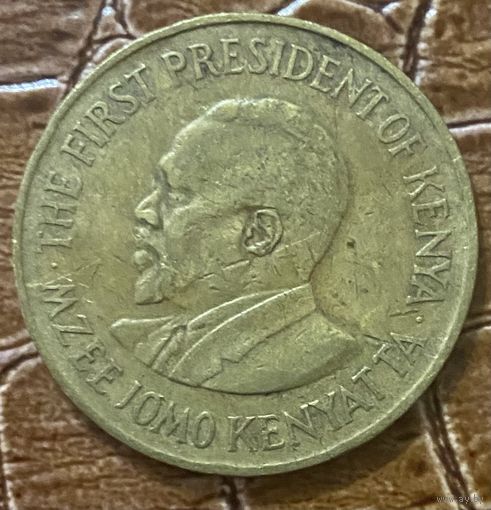 THE FIRST PRESIDENT OF KENYA
· MZEE JOMO KENYATTA ·